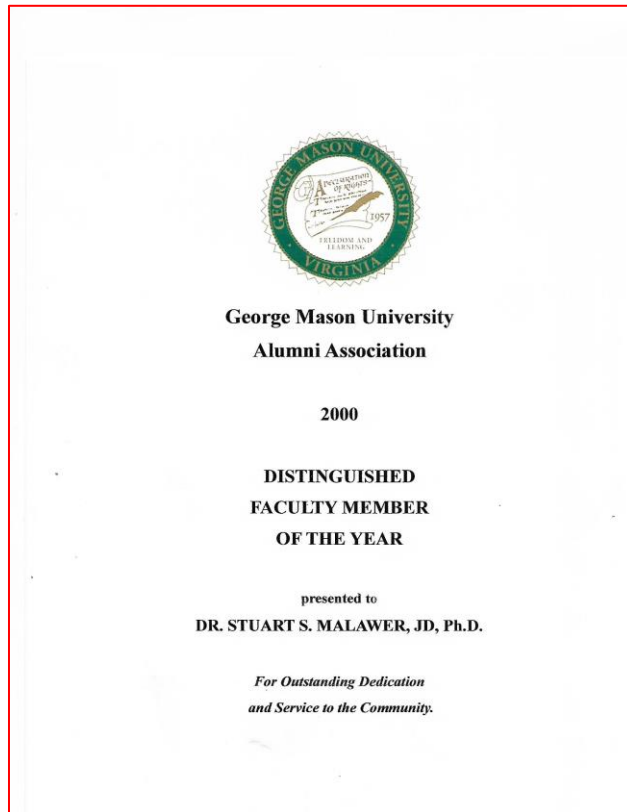 GEORGE MASON UNIVERSITY
A DECLARATION
OF RIGHTS
1957
FREEDOM AND
LEARNING
VIRGINIA
George Mason University
Alumni Association
2000
DISTINGUISHED
FACULTY MEMBER
OF THE YEAR
presented to
DR. STUART S. MALAWER, JD, Ph.D.
For Outstanding Dedication
and Service to the Community.